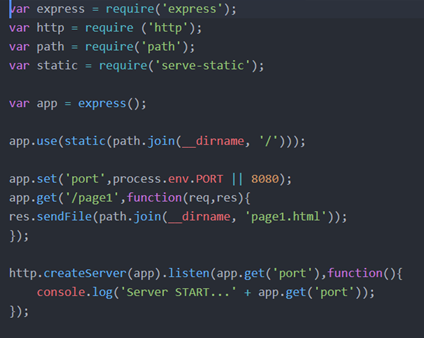 var express = require('express');
var http = require ('http');
var path = require('path');
var static = require('serve-static');
var app = express();
app.use(static(path.join(__dirname, '/')));
app.set('port',process.env.PORT || 8080);
app.get('/page1',function(req,res){
res.sendFile(path.join(__dirname, 'page1.html'));
});
http.createServer(app).listen(app.get('port'),function(){
    console.log('Server START...' + app.get('port'));
});